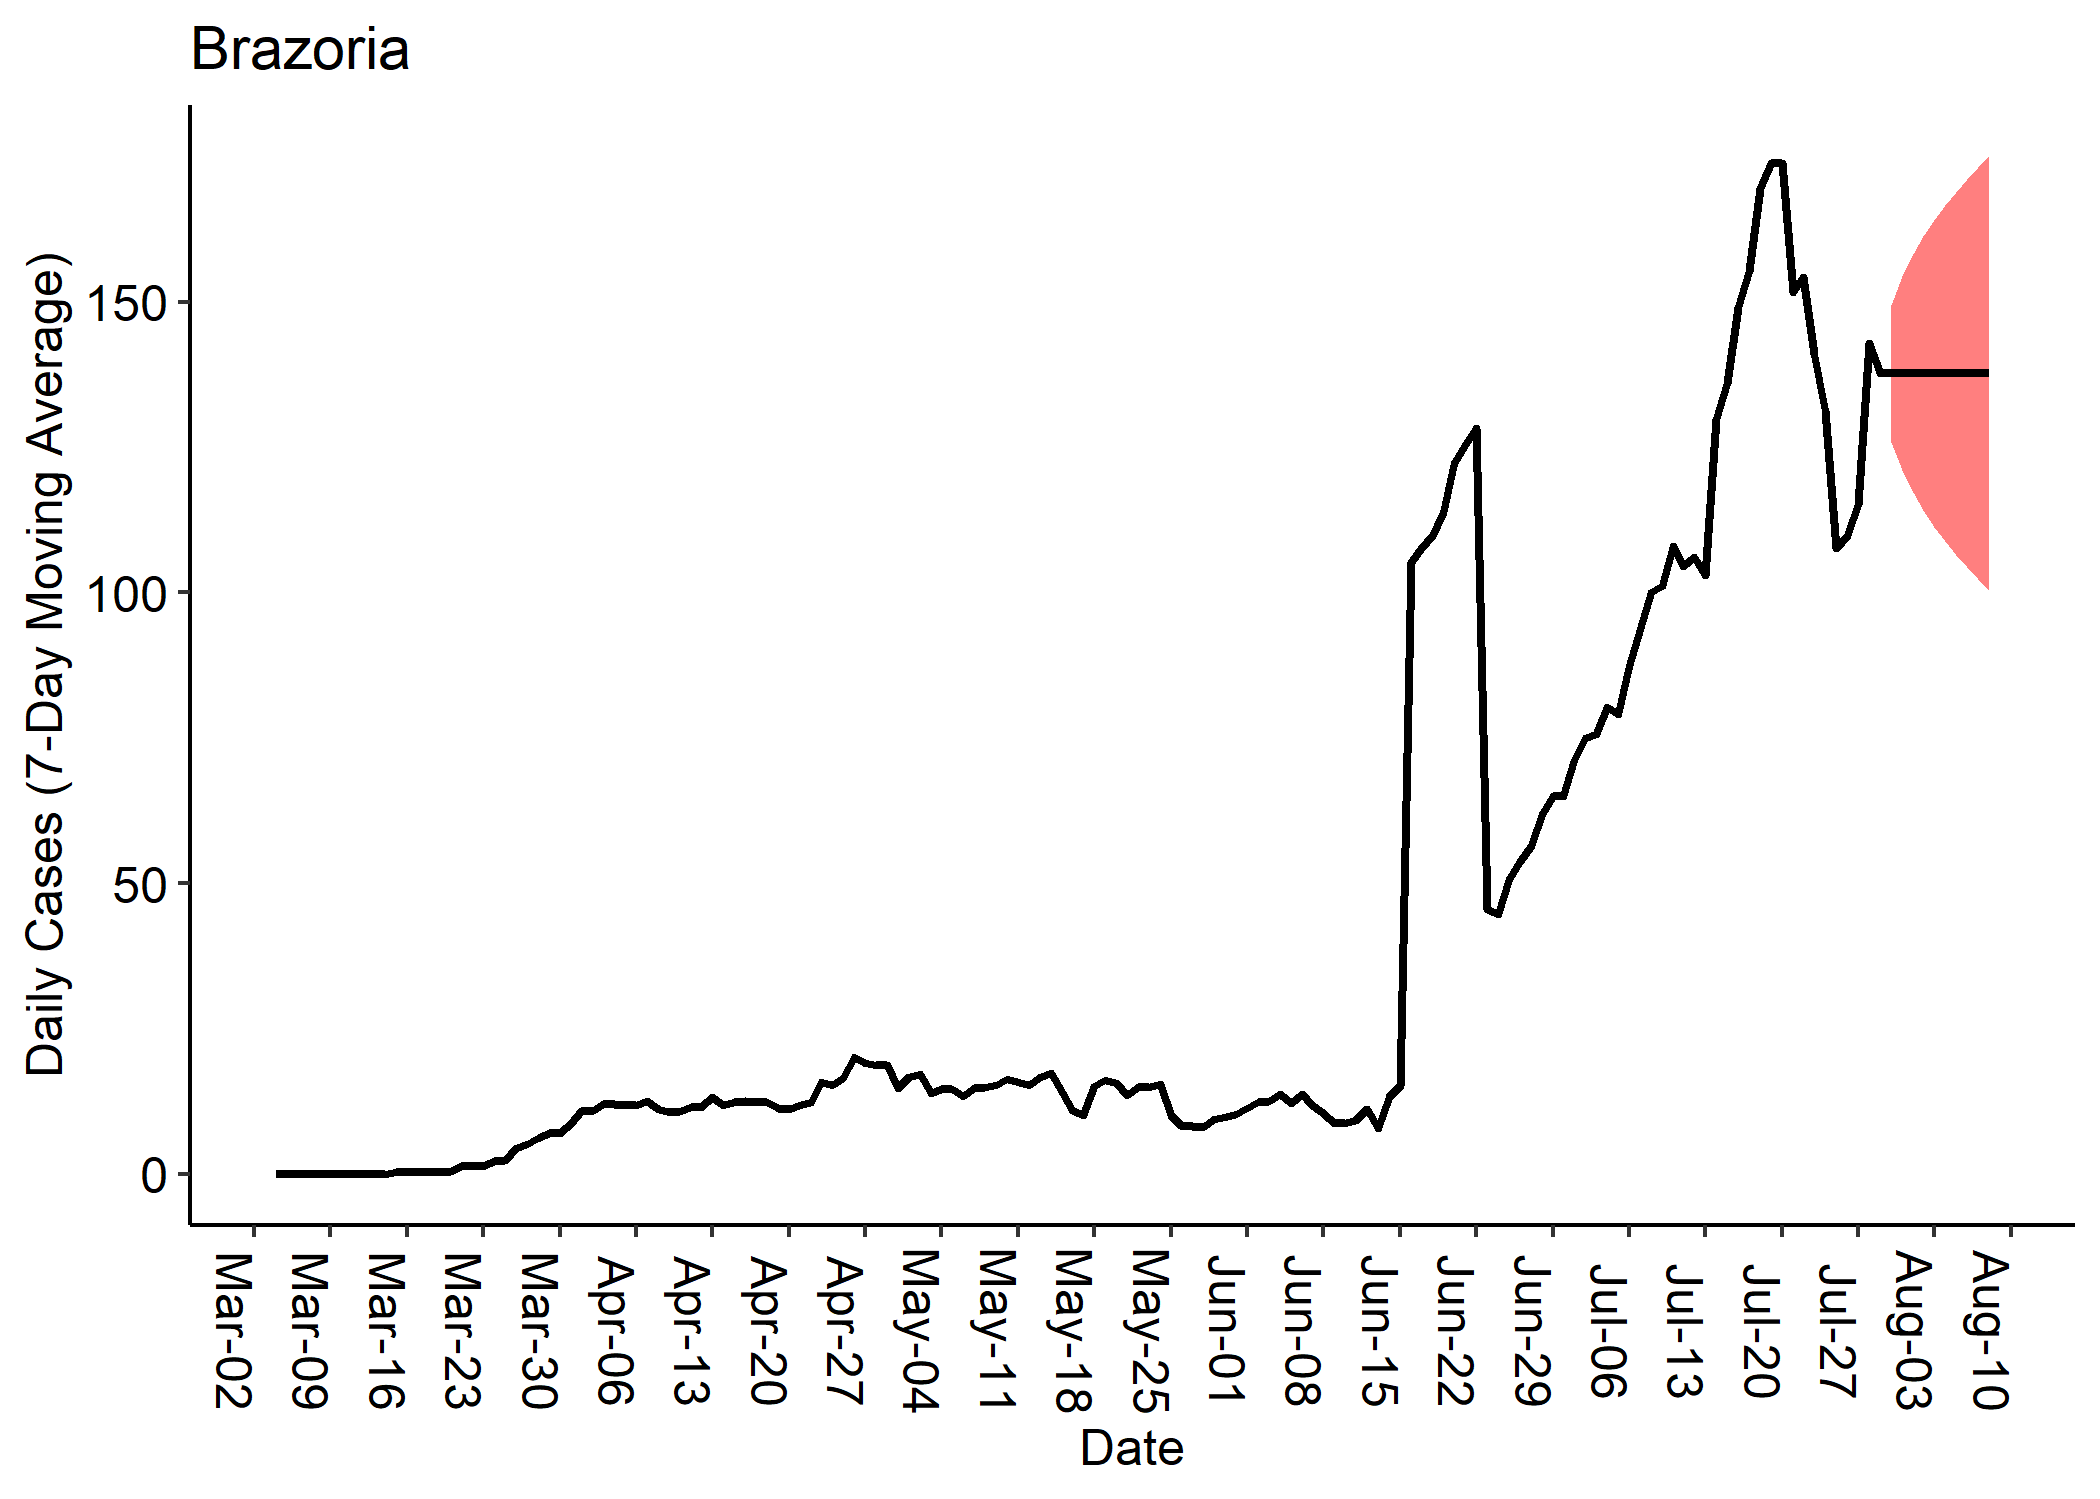 Brazoria
Daily Cases (7-Day Moving Average)
150
100
50
0
Mar-02
Mar-09
Mar-16
Mar-23
Mar-30
Apr-06
Apr-13
Apr-20
Apr-27
May-04
May-11
May-18
May-25
Jun-01
Jun-08
Jun-15
Jun-22
Jun-29
Jul-06
Jul-13
Jul-20
Jul-27
Aug-03
Aug-10
Date